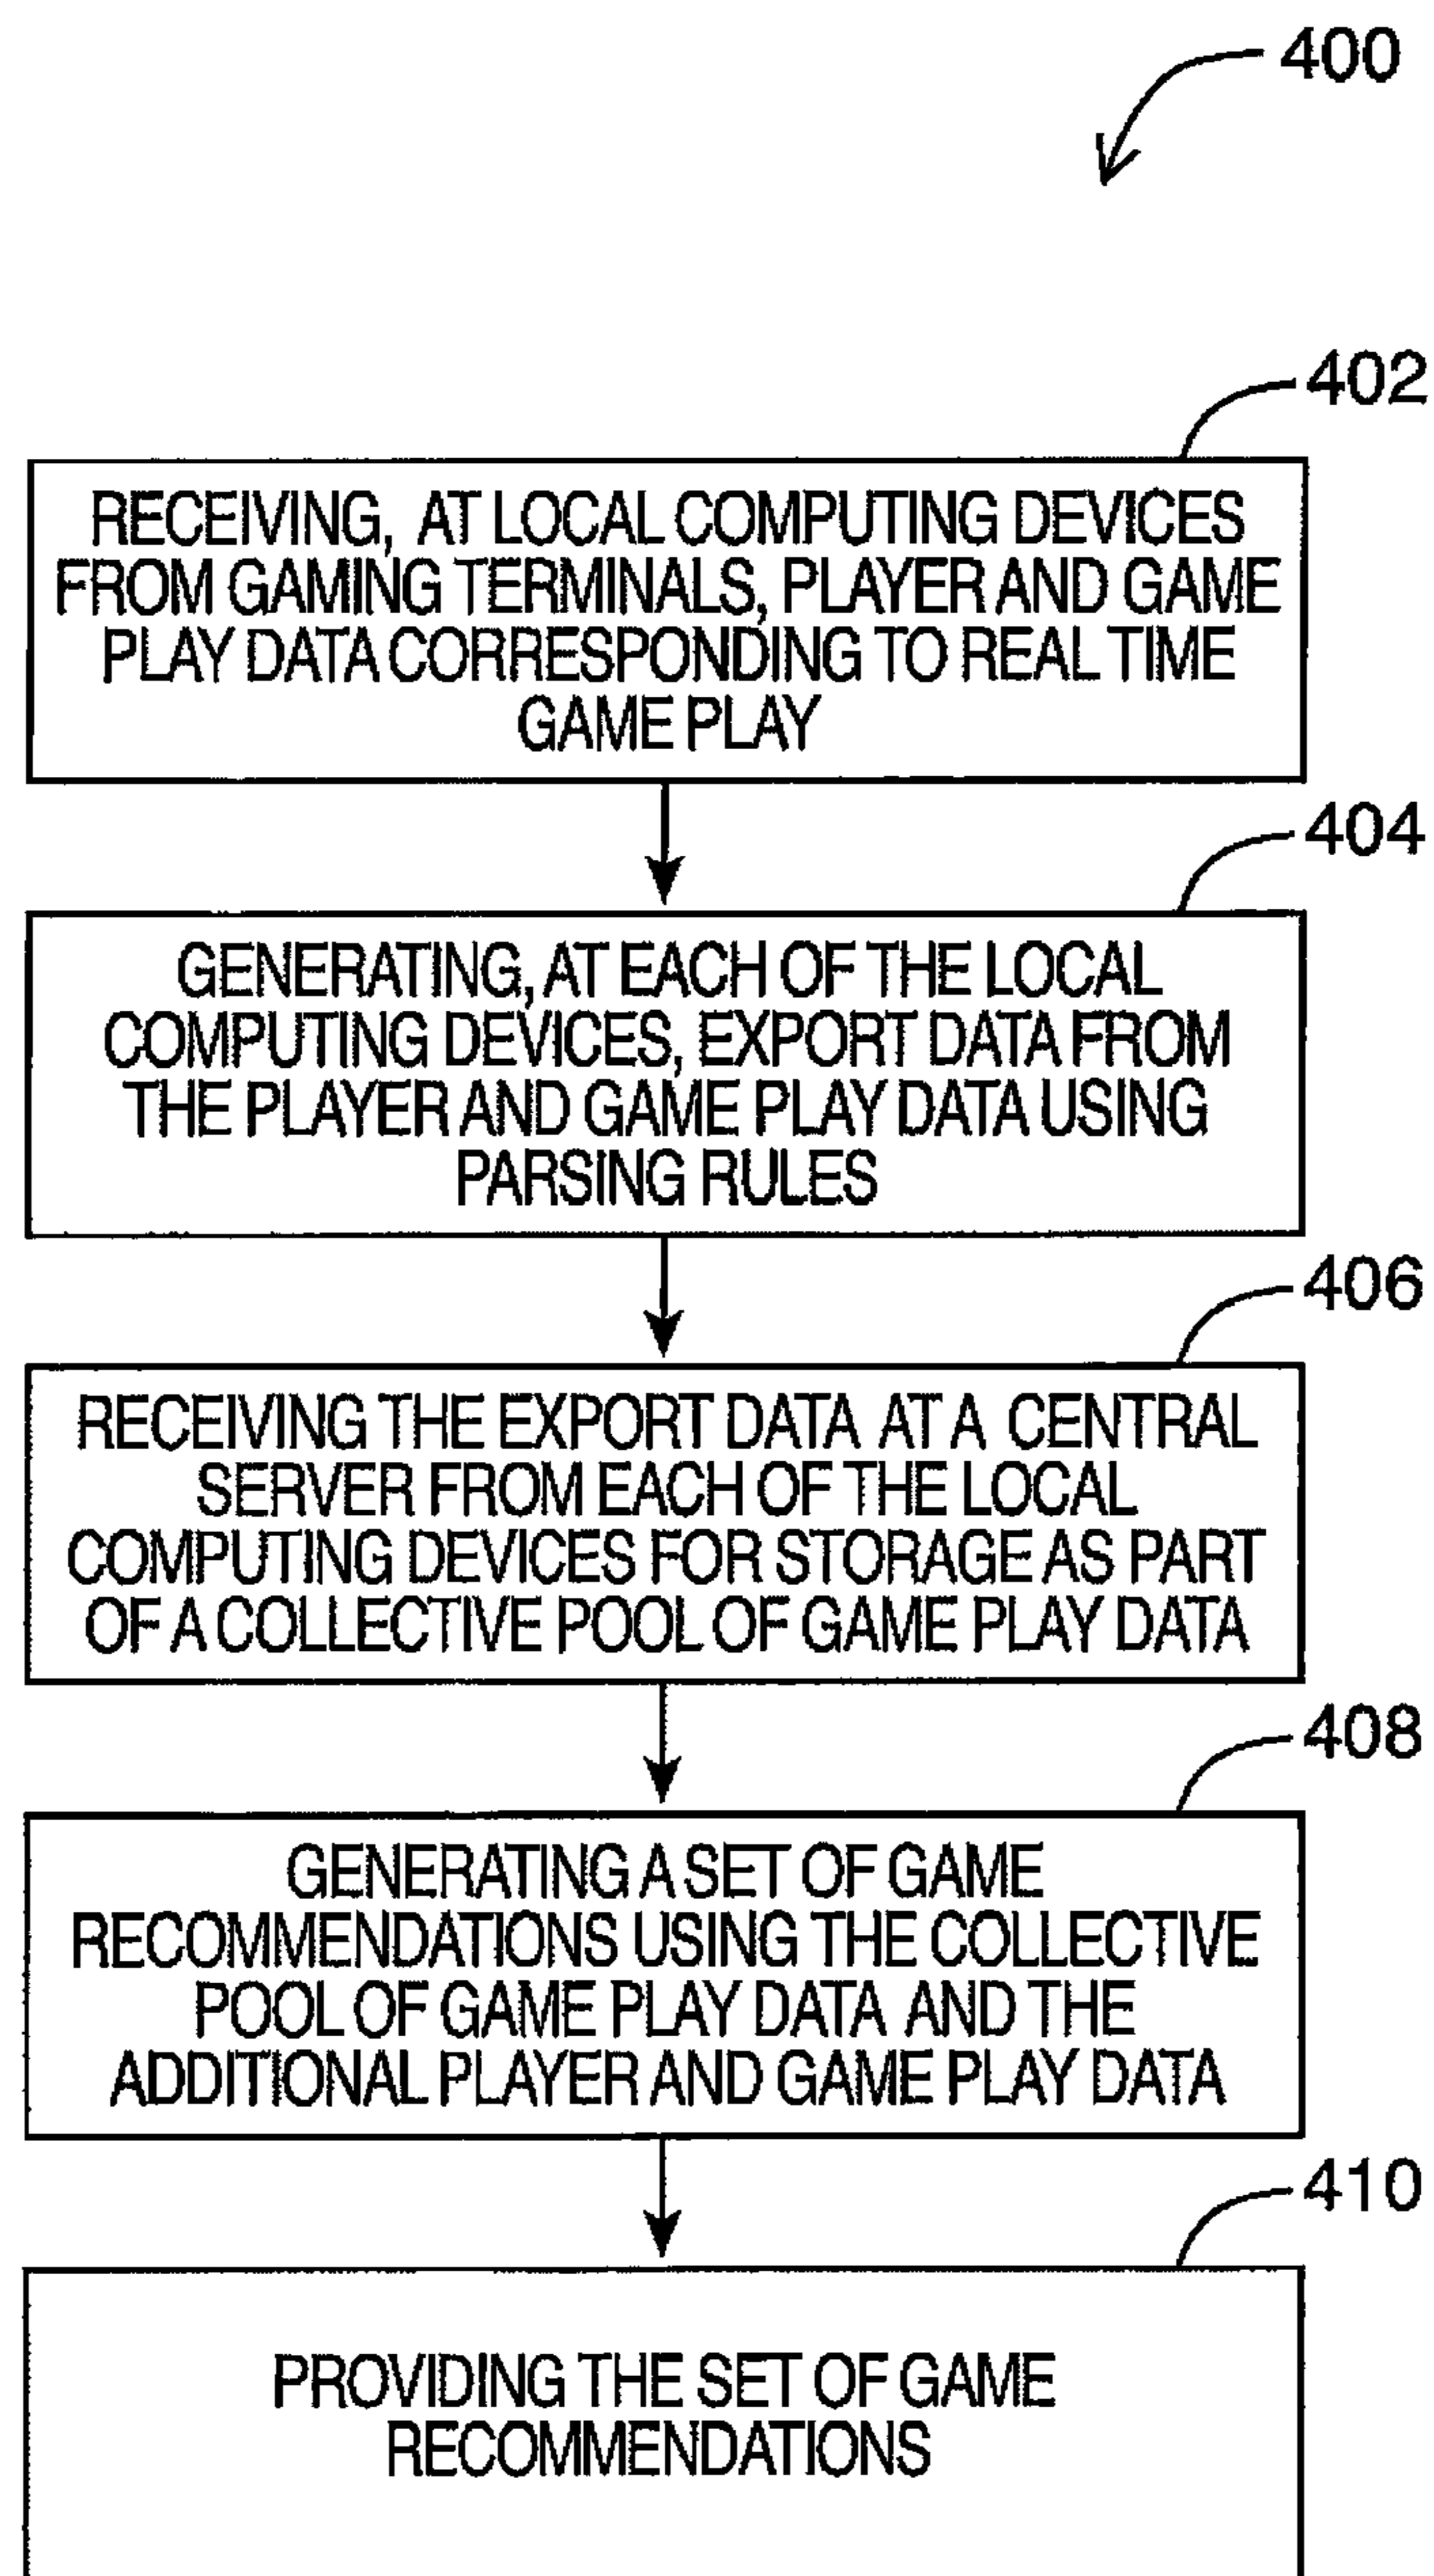 400
402
RECEIVING, AT LOCAL COMPUTING DEVICES
FROM GAMING TERMINALS, PLAYER AND GAME
PLAY DATA CORRESPONDING TO REAL TIME
GAME PLAY
404
GENERATING, AT EACH OF THE LOCAL
COMPUTING DEVICES, EXPORT DATA FROM
THE PLAYER AND GAME PLAY DATA USING
PARSING RULES
406
RECEIVING THE EXPORT DATA AT A CENTRAL
SERVER FROM EACH OF THE LOCAL
COMPUTING DEVICES FOR STORAGE AS PART
OF A COLLECTIVE POOL OF GAME PLAY DATA
408
GENERATING A SET OF GAME
RECOMMENDATIONS USING THE COLLECTIVE
POOL OF GAME PLAY DATA AND THE
ADDITIONAL PLAYER AND GAME PLAY DATA
410
PROVIDING THE SET OF GAME
RECOMMENDATIONS